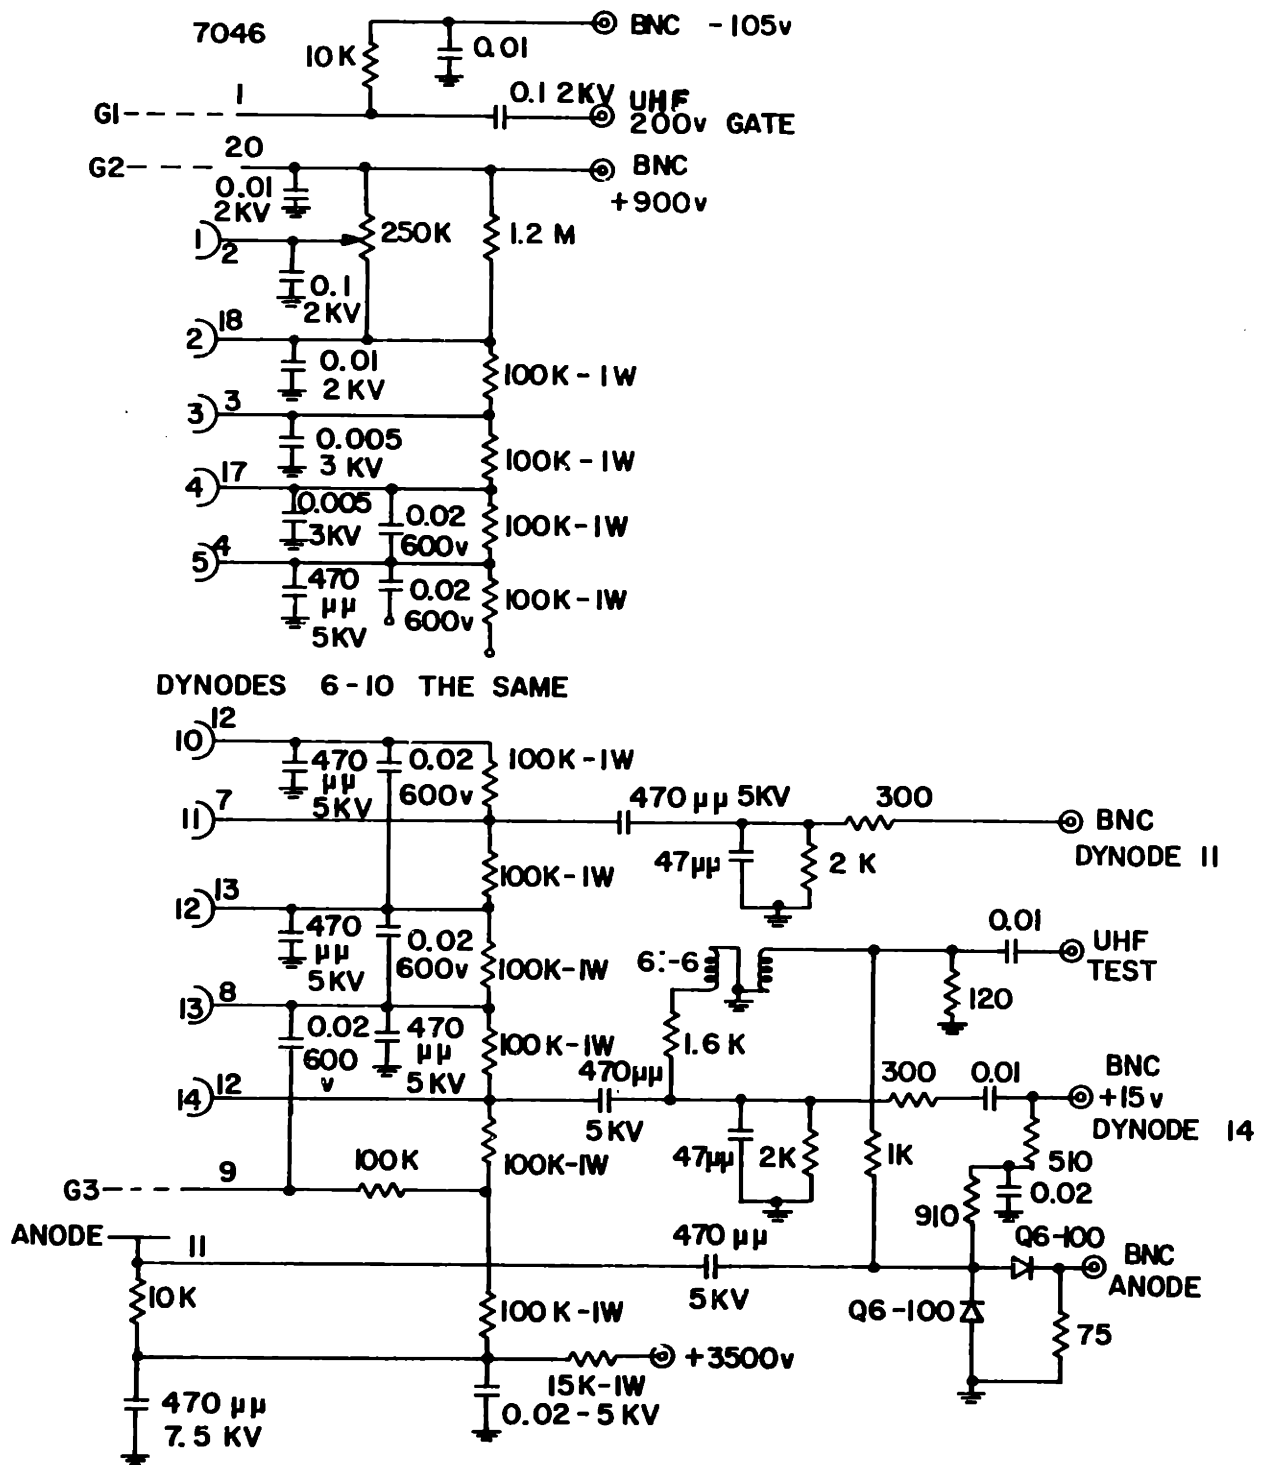 7046
BNC -105v
10K
0.01
0.1 2KV
UHF
200v GATE
G1
1
G2
20
BNC
+900v
0.01
2KV
1
2
250K
1.2 M
0.1
2KV
2
18
0.01
2KV
100K-1W
3
3
0.005
3 KV
100K-1W
4
17
0.005
3KV
0.02
600v
100K-1W
5
4
470
μμ
5KV
0.02
600v
100K-1W
DYNODES 6-10 THE SAME
10
12
470
μμ
5KV
0.02
600v
100K-1W
11
7
470 μμ 5KV
300
BNC
DYNODE 11
47μμ
2 K
100K-1W
12
13
470
μμ
5KV
0.02
600v
100K-1W
6:-6
0.01
UHF
TEST
120
13
8
0.02
600
v
470
μμ
5KV
100K-1W
1.6 K
14
12
470μμ
5KV
300
0.01
BNC
+15v
DYNODE 14
47μμ
2K
1K
510
0.02
910
100K-1W
G3
9
100K
ANODE
11
470 μμ
5KV
Q6-100
BNC
ANODE
10K
100K-1W
Q6-100
75
+3500v
15K-1W
470 μμ
7.5 KV
0.02-5 KV